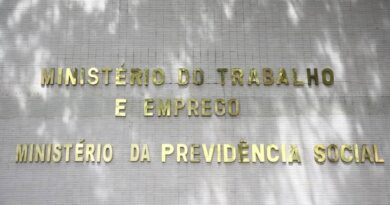 MINISTÉRIO DO TRABALHO
E EMPREGO
MINISTÉRIO DA PREVIDÊNCIA SOCIAL